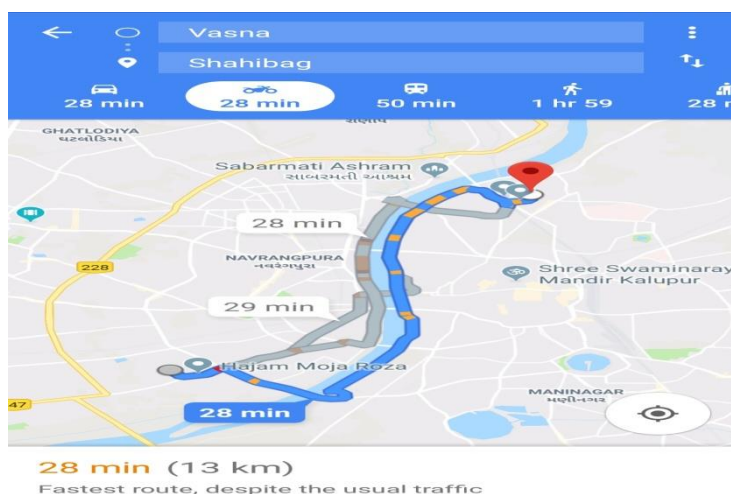 Vasna
Shahibag
28 min
28 min
50 min
1 hr 59
GHATLODIYA
ઘાટલોડિયા
Sabarmati Ashram
સાબરમતી આશ્રમ
28 min
NAVRANGPURA
નવરંગપુરા
228
Shree Swaminaray
Mandir Kalupur
29 min
Hajam Moja Roza
47
MANINAGAR
મણીનગર
28 min
28 min (13 km)
Fastest route, despite the usual traffic